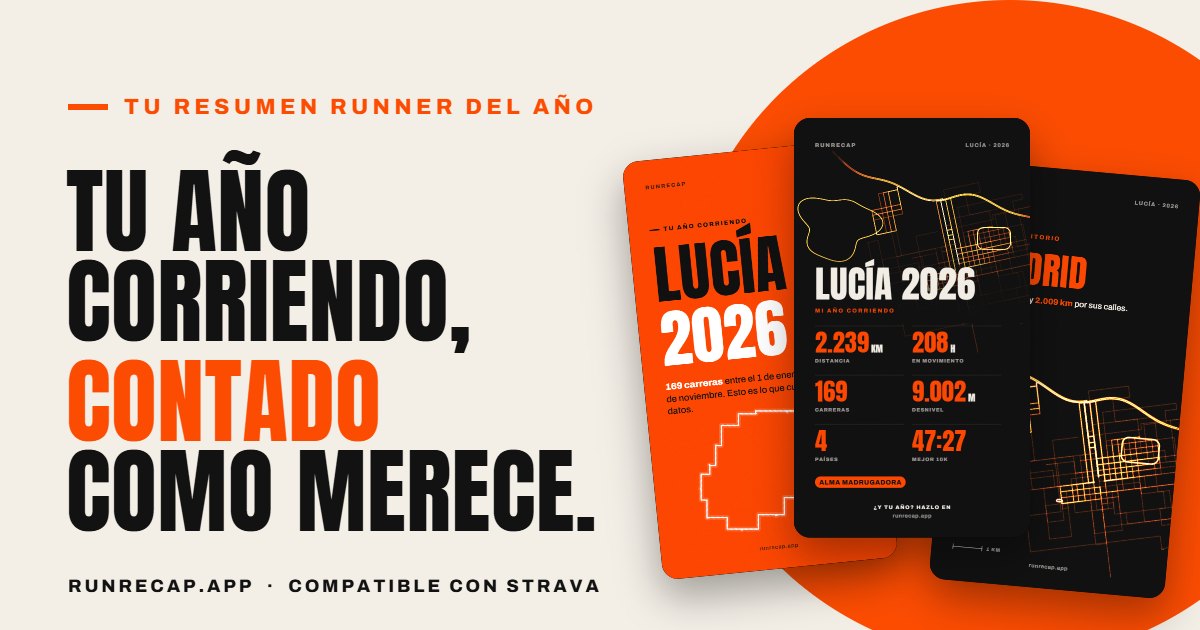 TU RESUMEN RUNNER DEL AÑO
TU AÑO
CORRIENDO,
CONTADO
COMO MERECE.
RUNRECAP.APP · COMPATIBLE CON STRAVA
RUNRECAP
TU AÑO CORRIENDO
LUCÍA
2026
169 carreras entre el 1 de
de noviembre. Esto es lo que
datos.
runrecap.app
RUNRECAP LUCÍA · 2026
LUCÍA 2026
MI AÑO CORRIENDO
2.239 KM 208 H
DISTANCIA EN MOVIMIENTO
169 9.002 M
CARRERAS DESNIVEL
4 47:27
PAÍSES MEJOR 10K
ALMA MADRUGADORA
¿Y TU AÑO? HAZLO EN
runrecap.app
LUCÍA · 2026
y 2.009 km por sus calles.
1 KM
runrecap.app